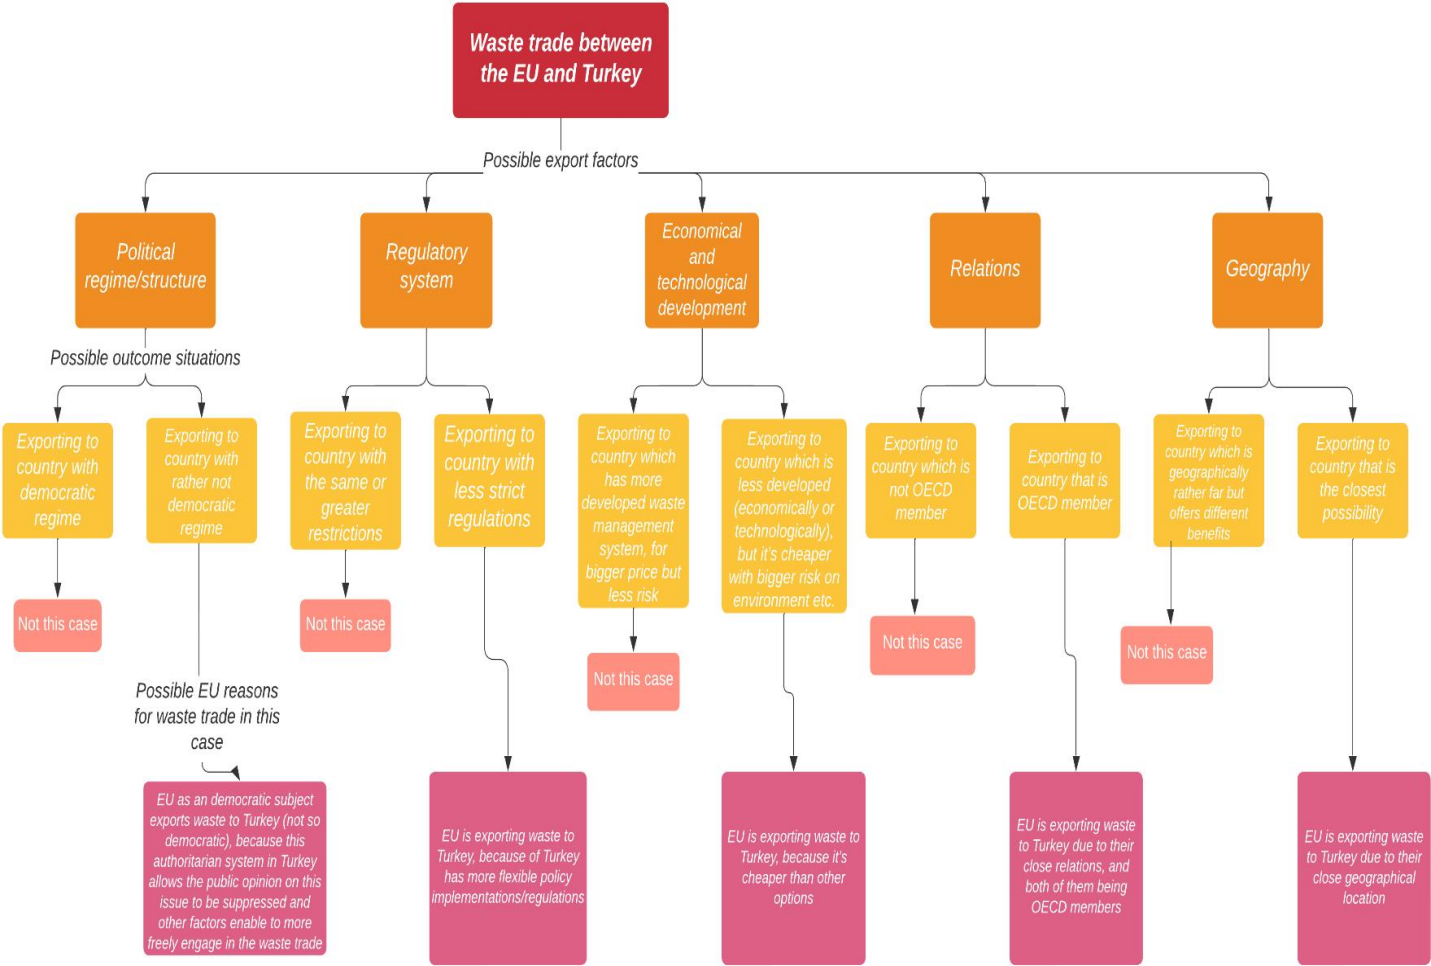 Waste trade between
the EU and Turkey
Possible export factors
Political
regime/structure
Regulatory
system
Economical
and
technological
development
Relations
Geography
Possible outcome situations
Exporting to
country with
democratic
regime
Exporting to
country with
rather not
democratic
regime
Exporting to
country with
the same or
greater
restrictions
Exporting to
country with
less strict
regulations
Exporting to
country which
has more
developed waste
management
system, for
bigger price but
less risk
Exporting to
country which is
less developed
(economically or
technologically),
but it's cheaper
with bigger risk on
environment etc.
Exporting to
country which is
not OECD
member
Exporting to
country that is
OECD member
Exporting to
country which is
geographically
rather far but
offers different
benefits
Exporting to
country that is
the closest
possibility
Not this case
Not this case
Not this case
Not this case
Not this case
Possible EU reasons
for waste trade in this
case
EU as an democratic subject
exports waste to Turkey (not so
democratic), because this
authoritarian system in Turkey
allows the public opinion on this
issue to be suppressed and
other factors enable to more
freely engage in the waste trade
EU is exporting waste to
Turkey, because of Turkey
has more flexible policy
implementations/regulations
EU is exporting waste to
Turkey, because it's
cheaper than other
options
EU is exporting waste
to Turkey due to their
close relations, and
both of them being
OECD members
EU is exporting waste
to Turkey due to their
close geographical
location